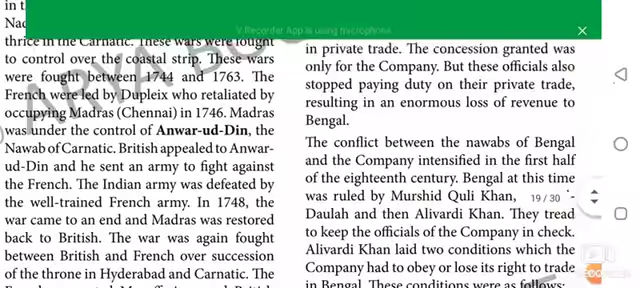 V Recorder App is using microphone
in t
Nad
thrice in the Carnatic. These wars were fought
to control over the coastal strip. These wars
were fought between 1744 and 1763. The
French were led by Dupleix who retaliated by
occupying Madras (Chennai) in 1746. Madras
was under the control of Anwar-ud-Din, the
Nawab of Carnatic. British appealed to Anwar-
ud-Din and he sent an army to fight against
the French. The Indian army was defeated by
the well-trained French army. In 1748, the
war came to an end and Madras was restored
back to British. The war was again fought
between British and French over succession
of the throne in Hyderabad and Carnatic. The
in private trade. The concession granted was
only for the Company. But these officials also
stopped paying duty on their private trade,
resulting in an enormous loss of revenue to
Bengal.
The conflict between the nawabs of Bengal
and the Company intensified in the first half
of the eighteenth century. Bengal at this time
was ruled by Murshid Quli Khan,
Daulah and then Alivardi Khan. They tread
to keep the officials of the Company in check.
Alivardi Khan laid two conditions which the
Company had to obey or lose its right to trade
in Bengal. These conditions were as follows:
19 / 30
ARYA